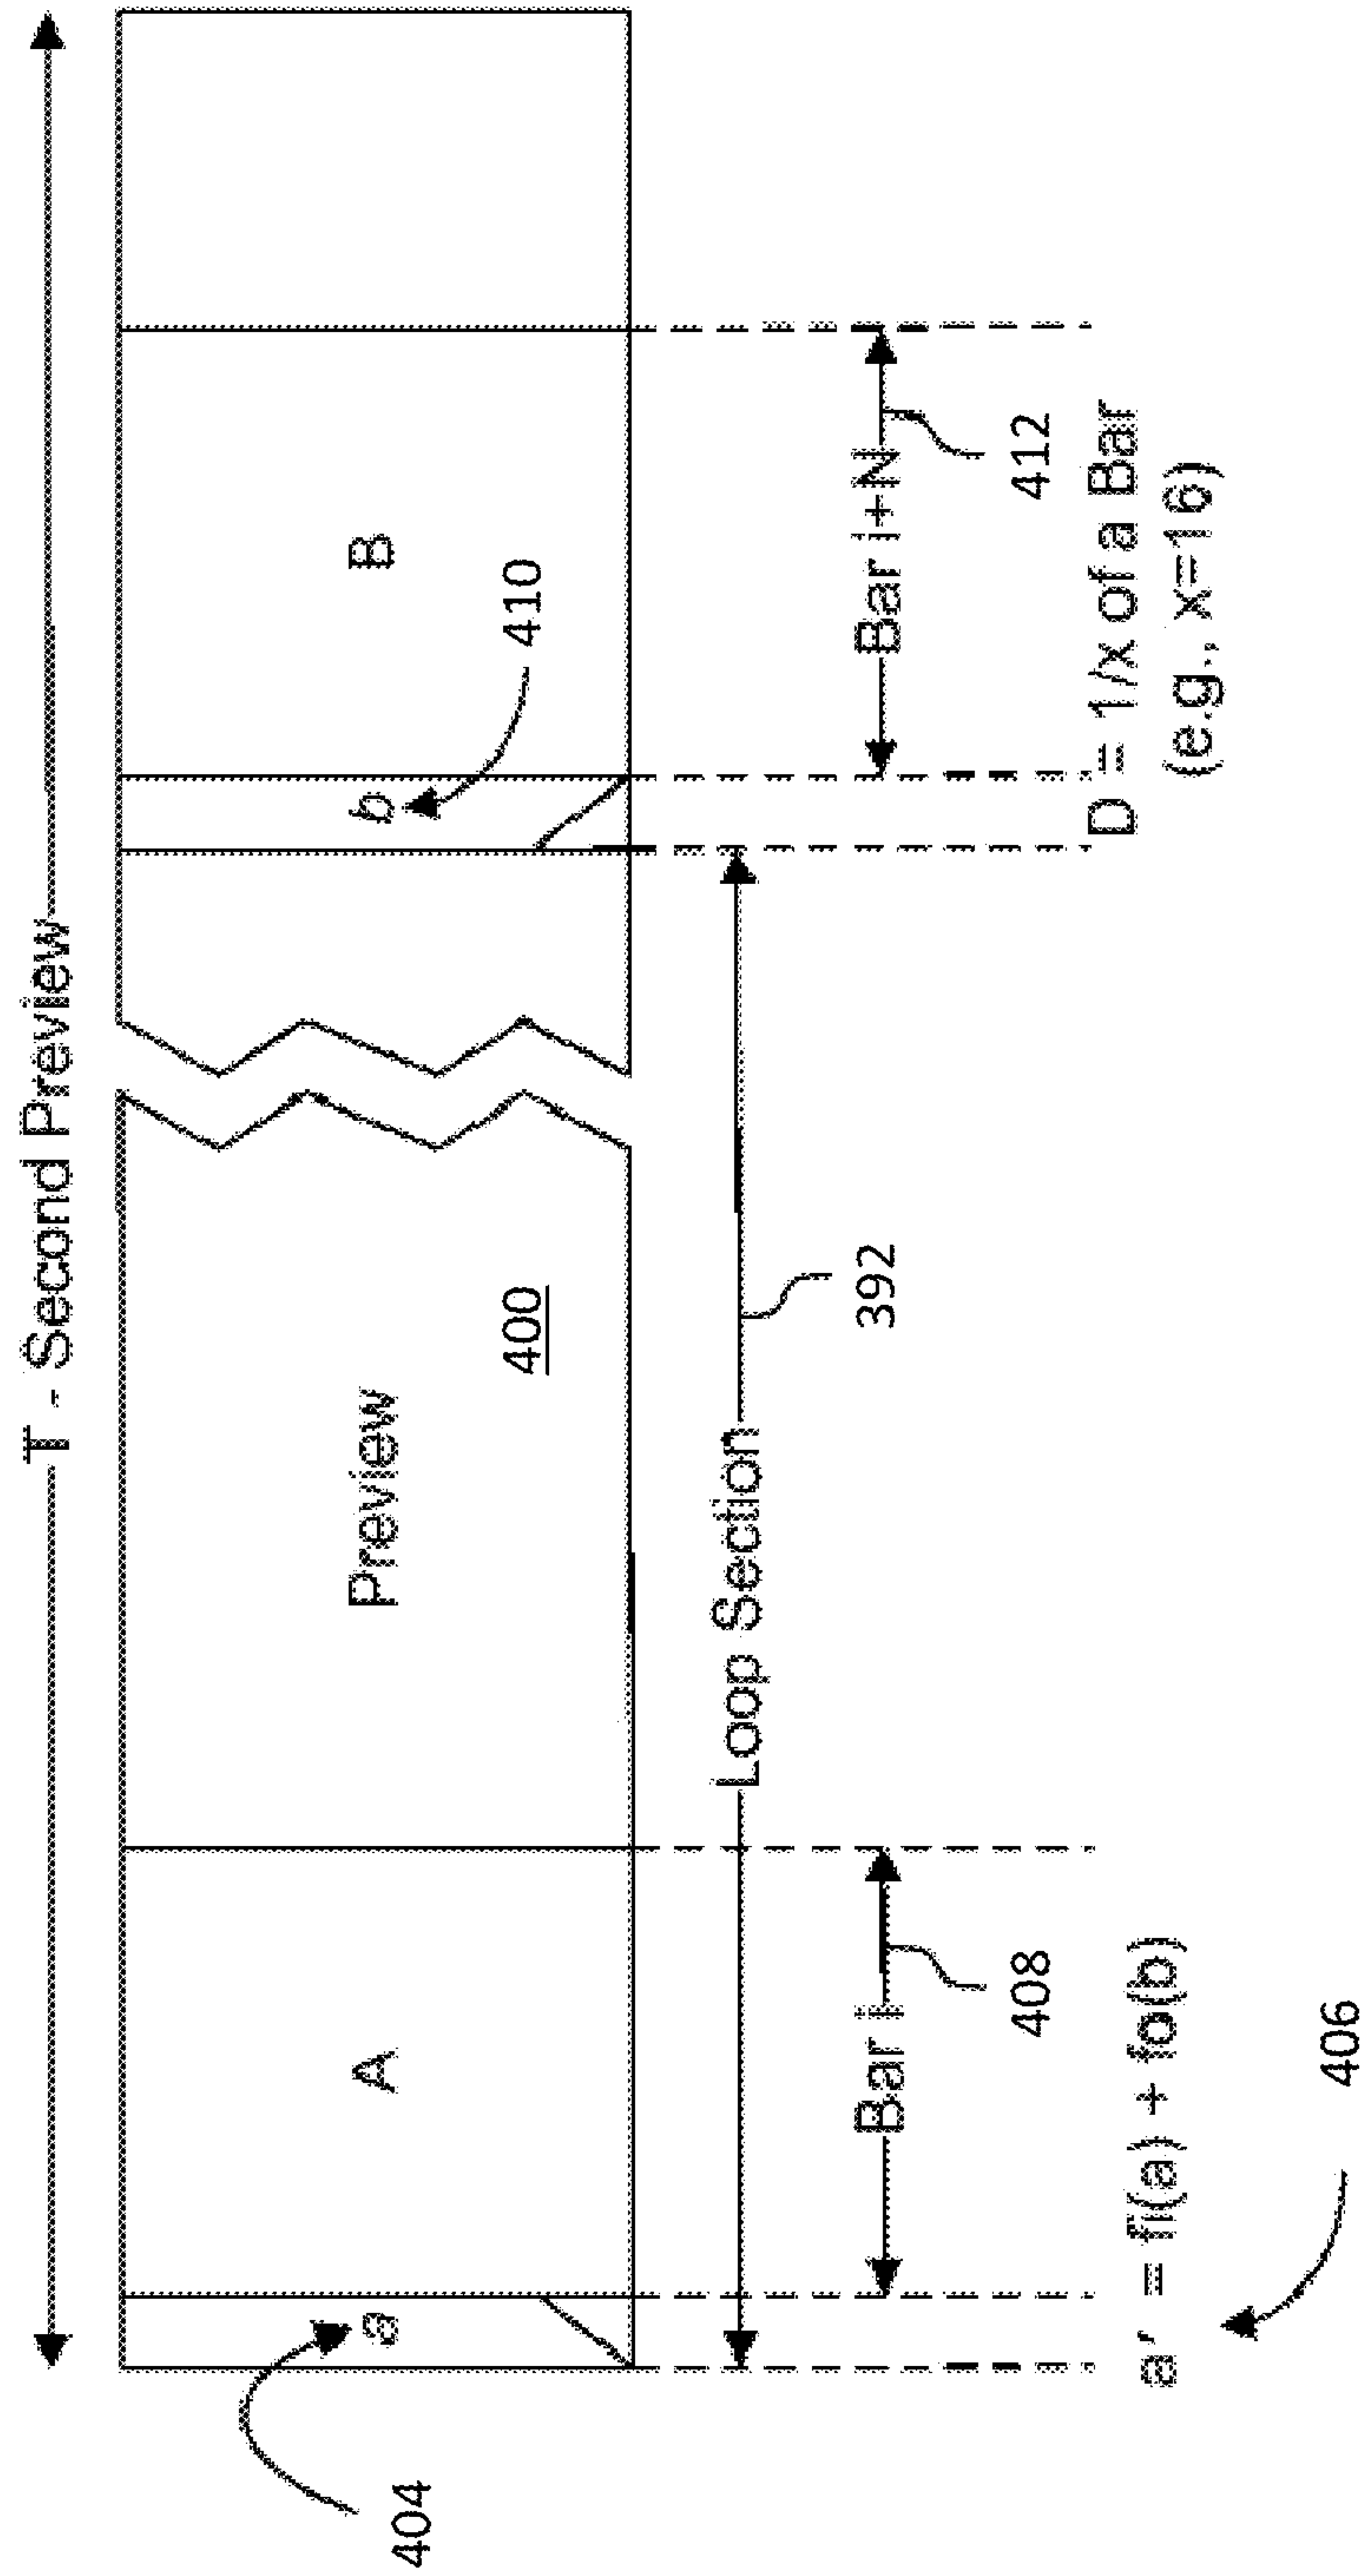 T - Second Preview
404
a
A
Preview
400
b
410
B
Loop Section
392
Bar i
408
Bar i+N
412
a' = fi(a) + fo(b)
406
D = 1/x of a Bar
(e.g., x=16)